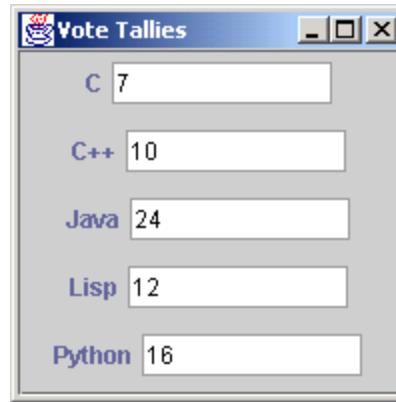 Vote Tallies
C 7
C++ 10
Java 24
Lisp 12
Python 16